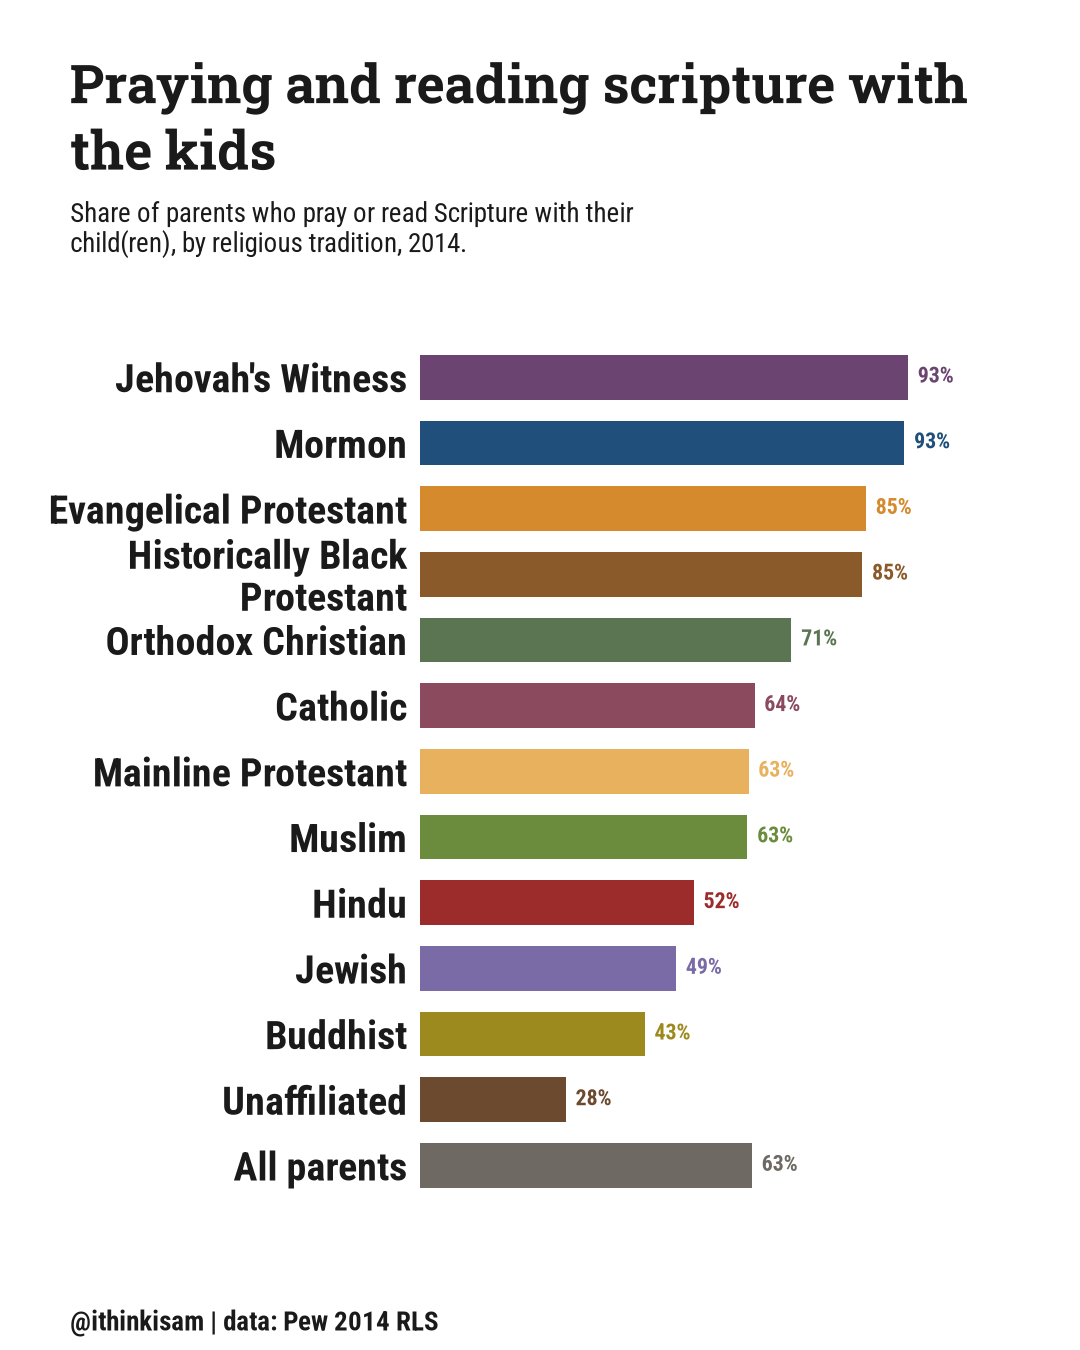 Praying and reading scripture with
the kids
Share of parents who pray or read Scripture with their
child(ren), by religious tradition, 2014.
Jehovah's Witness 93%
Mormon 93%
Evangelical Protestant 85%
Historically Black
Protestant 85%
Orthodox Christian 71%
Catholic 64%
Mainline Protestant 63%
Muslim 63%
Hindu 52%
Jewish 49%
Buddhist 43%
Unaffiliated 28%
All parents 63%
@ithinkisam | data: Pew 2014 RLS